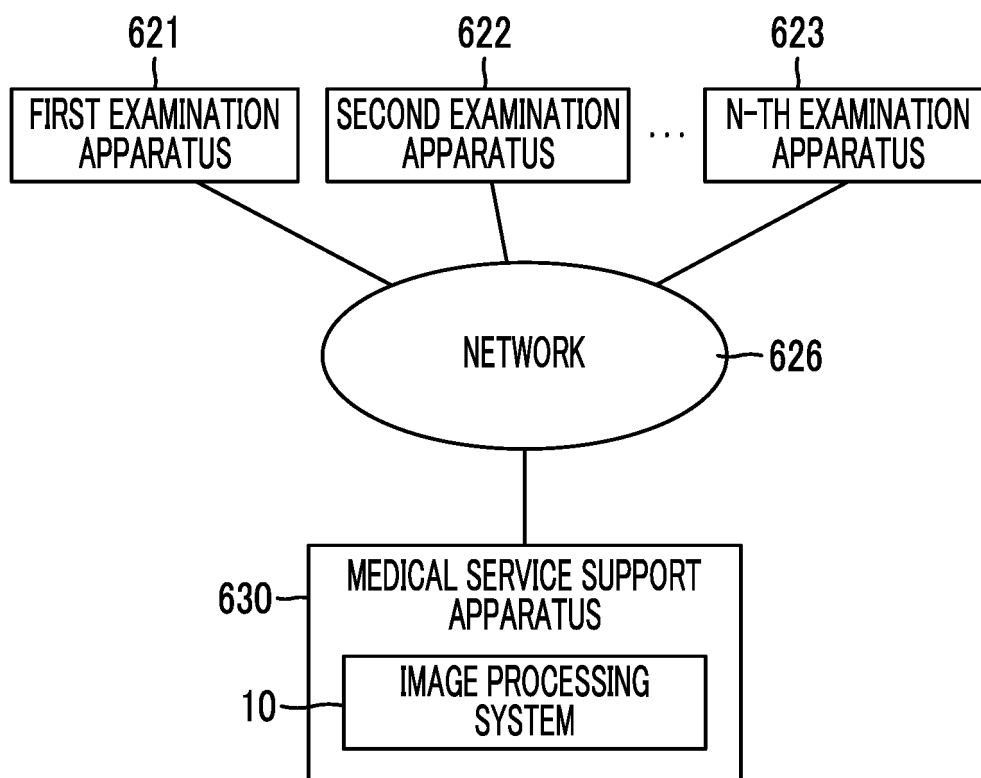 621
622
623
FIRST EXAMINATION
APPARATUS
SECOND EXAMINATION
APPARATUS
...
N-TH EXAMINATION
APPARATUS
NETWORK
626
630
MEDICAL SERVICE SUPPORT
APPARATUS
10
IMAGE PROCESSING
SYSTEM